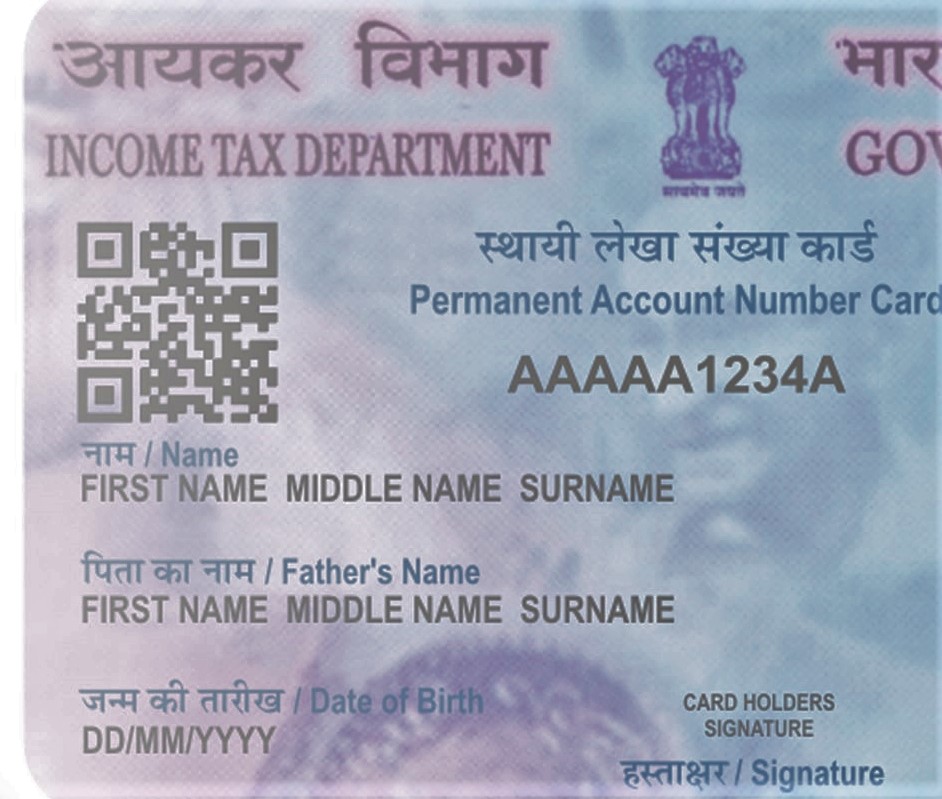 आयकर विभाग
INCOME TAX DEPARTMENT
सत्यमेव जयते
भार
GOV
स्थायी लेखा संख्या कार्ड
Permanent Account Number Card
AAAAA1234A
नाम / Name
FIRST NAME MIDDLE NAME SURNAME
पिता का नाम / Father's Name
FIRST NAME MIDDLE NAME SURNAME
जन्म की तारीख / Date of Birth
DD/MM/YYYY
CARD HOLDERS
SIGNATURE
हस्ताक्षर / Signature